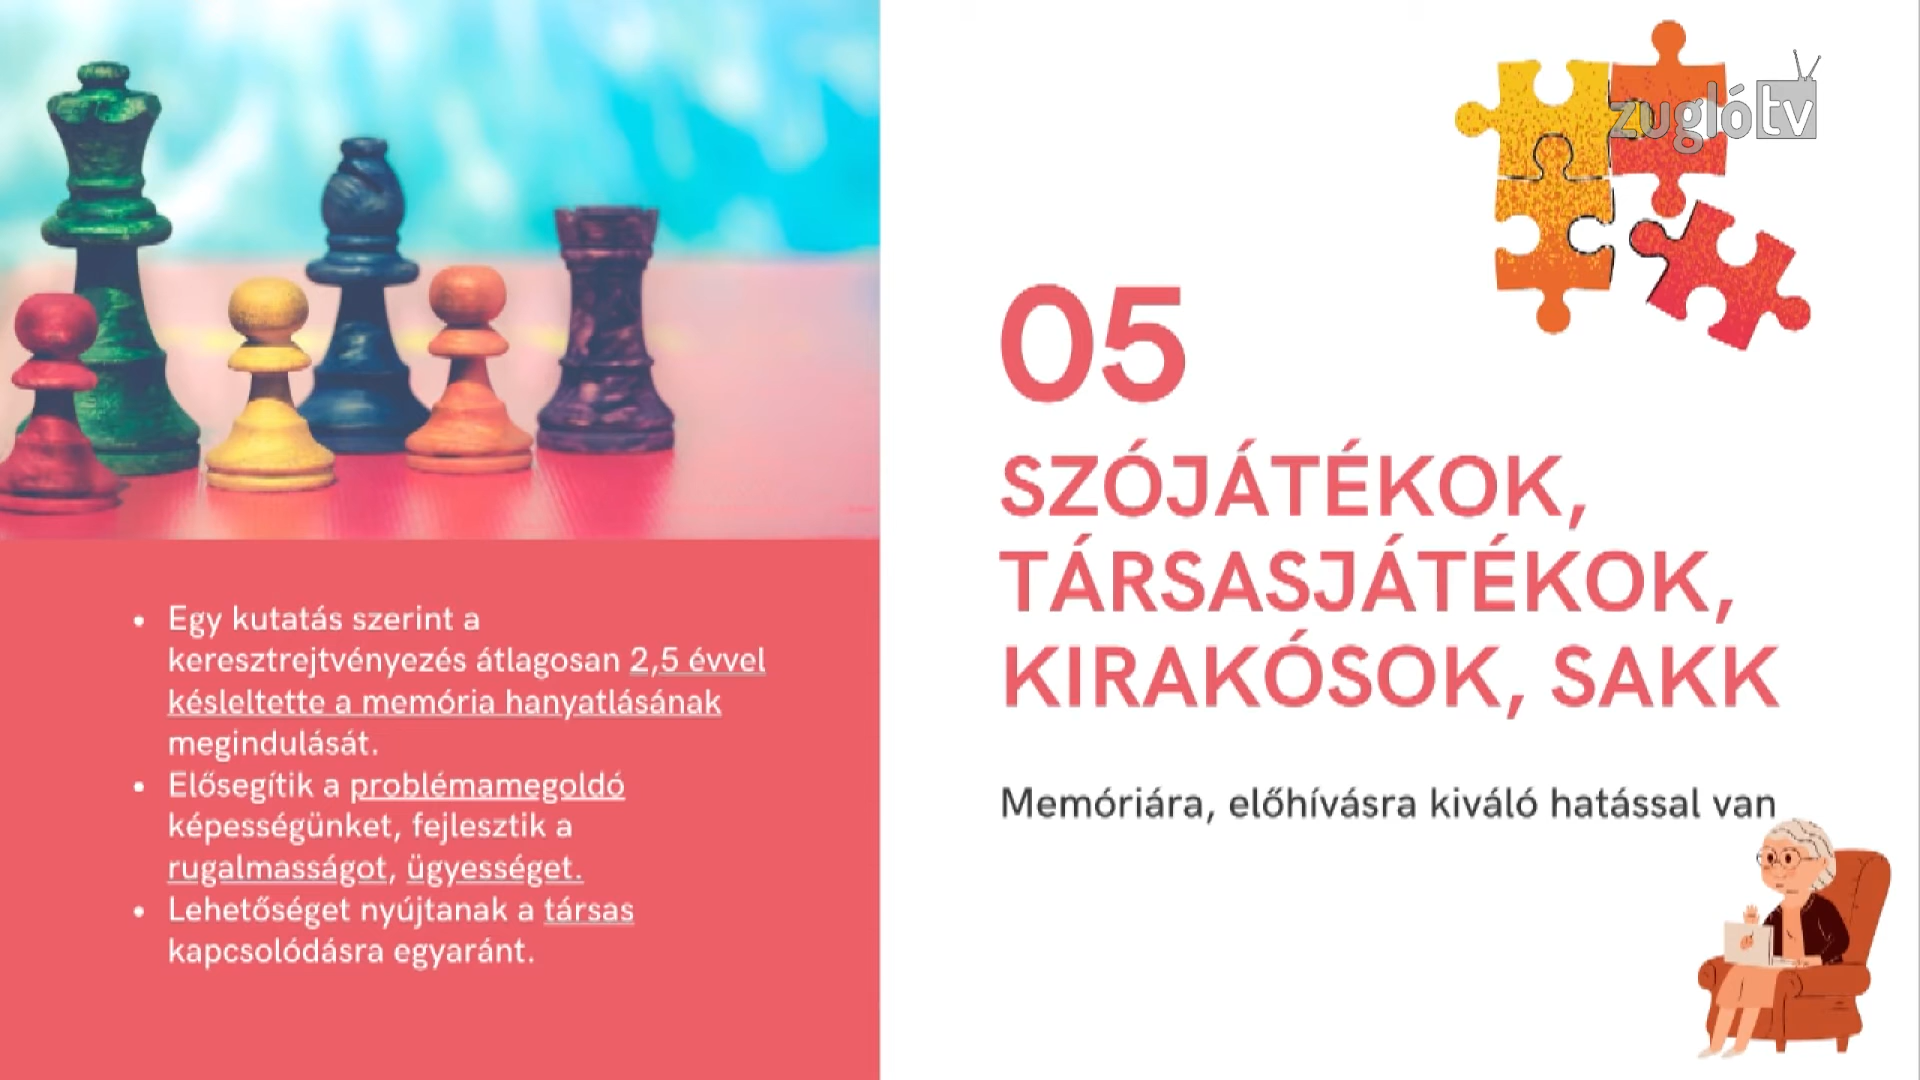 zuglótv
05
SZÓJÁTÉKOK,
TÁRSASJÁTÉKOK,
KIRAKÓSOK, SAKK
Memóriára, előhívásra kiváló hatással van
• Egy kutatás szerint a
keresztrejtvényezés átlagosan 2,5 évvel
késleltette a memória hanyatlásának
megindulását.
• Elősegítik a problémamegoldó
képességünket, fejlesztik a
rugalmasságot, ügyességet.
• Lehetőséget nyújtanak a társas
kapcsolódásra egyaránt.